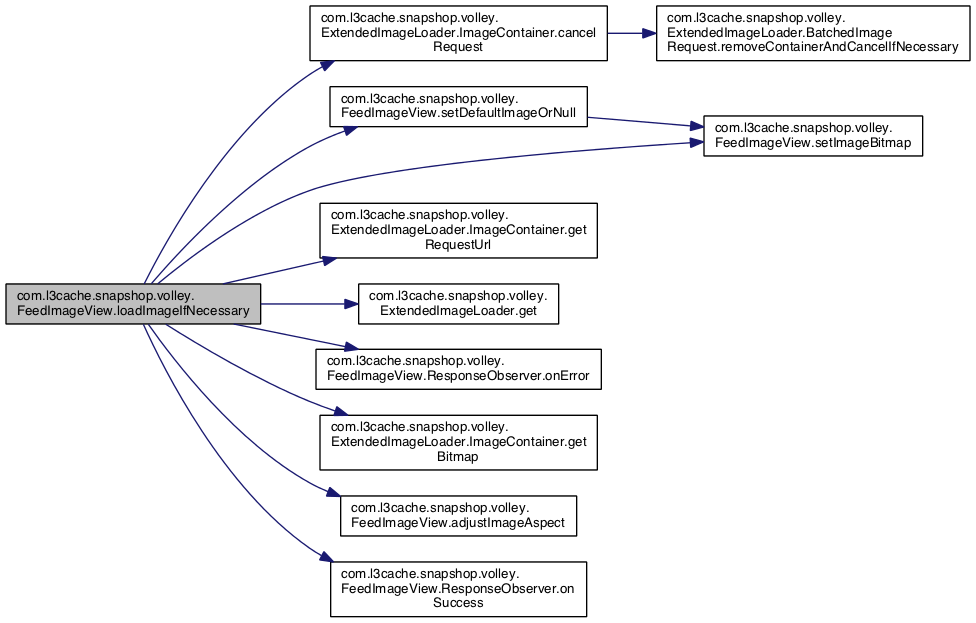 com.l3cache.snapshop.volley.
ExtendedImageLoader.ImageContainer.cancel
Request
com.l3cache.snapshop.volley.
ExtendedImageLoader.BatchedImage
Request.removeContainerAndCancelIfNecessary
com.l3cache.snapshop.volley.
FeedImageView.setDefaultImageOrNull
com.l3cache.snapshop.volley.
FeedImageView.setImageBitmap
com.l3cache.snapshop.volley.
ExtendedImageLoader.ImageContainer.get
RequestUrl
com.l3cache.snapshop.volley.
FeedImageView.loadImageIfNecessary
com.l3cache.snapshop.volley.
ExtendedImageLoader.get
com.l3cache.snapshop.volley.
FeedImageView.ResponseObserver.onError
com.l3cache.snapshop.volley.
ExtendedImageLoader.ImageContainer.get
Bitmap
com.l3cache.snapshop.volley.
FeedImageView.adjustImageAspect
com.l3cache.snapshop.volley.
FeedImageView.ResponseObserver.on
Success